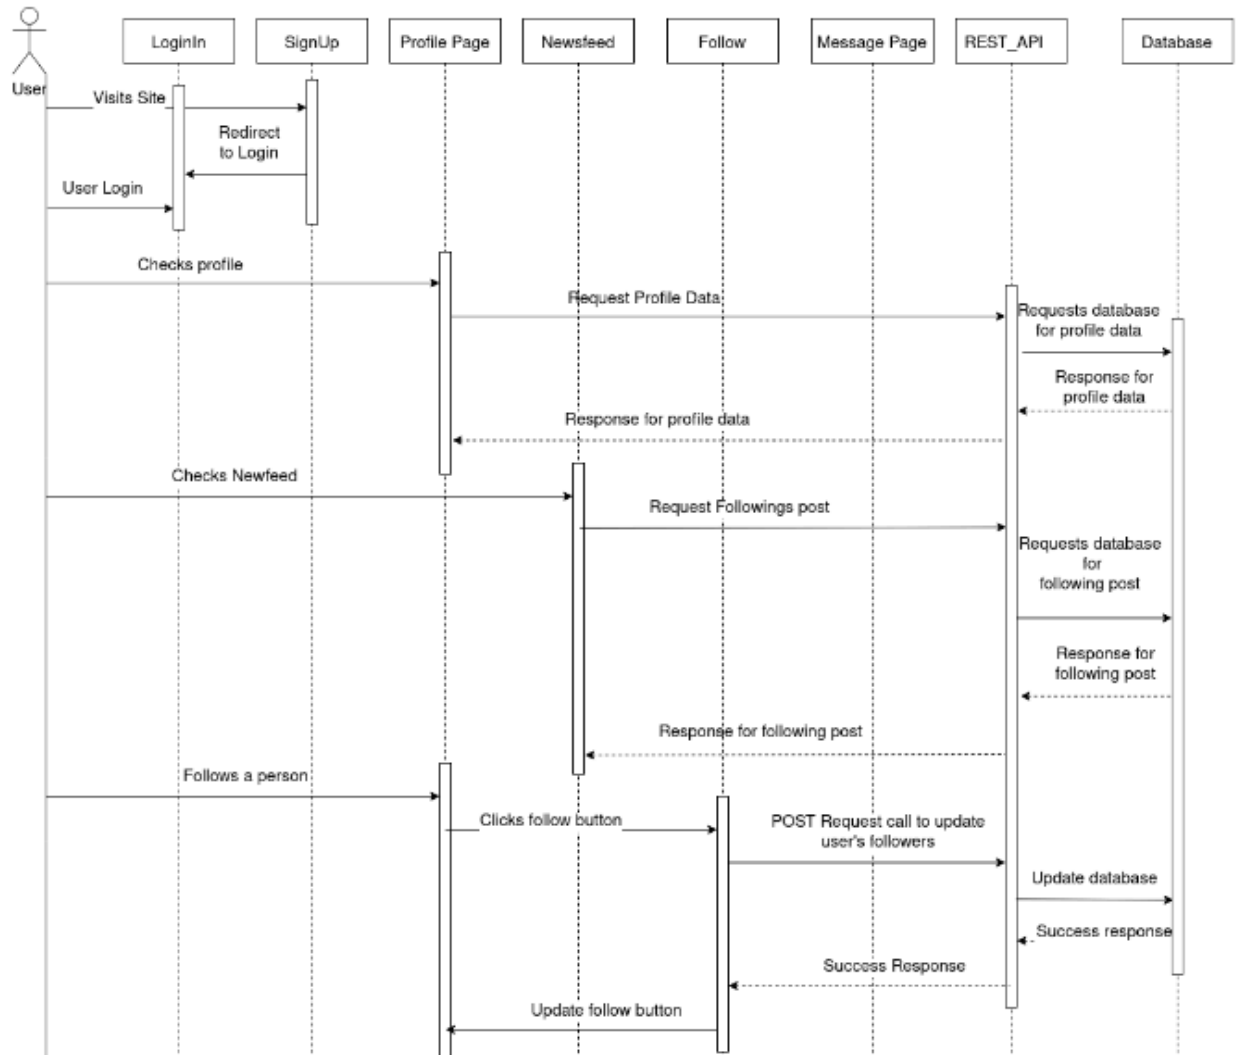 LoginIn
SignUp
Profile Page
Newsfeed
Follow
Message Page
REST_API
Database
User
Visits Site
Redirect
to Login
User Login
Checks profile
Request Profile Data
Requests database
for profile data
Response for
profile data
Response for profile data
Checks Newfeed
Request Followings post
Requests database
for
following post
Response for
following post
Response for following post
Follows a person
Clicks follow button
POST Request call to update
user's followers
Update database
Success response
Success Response
Update follow button